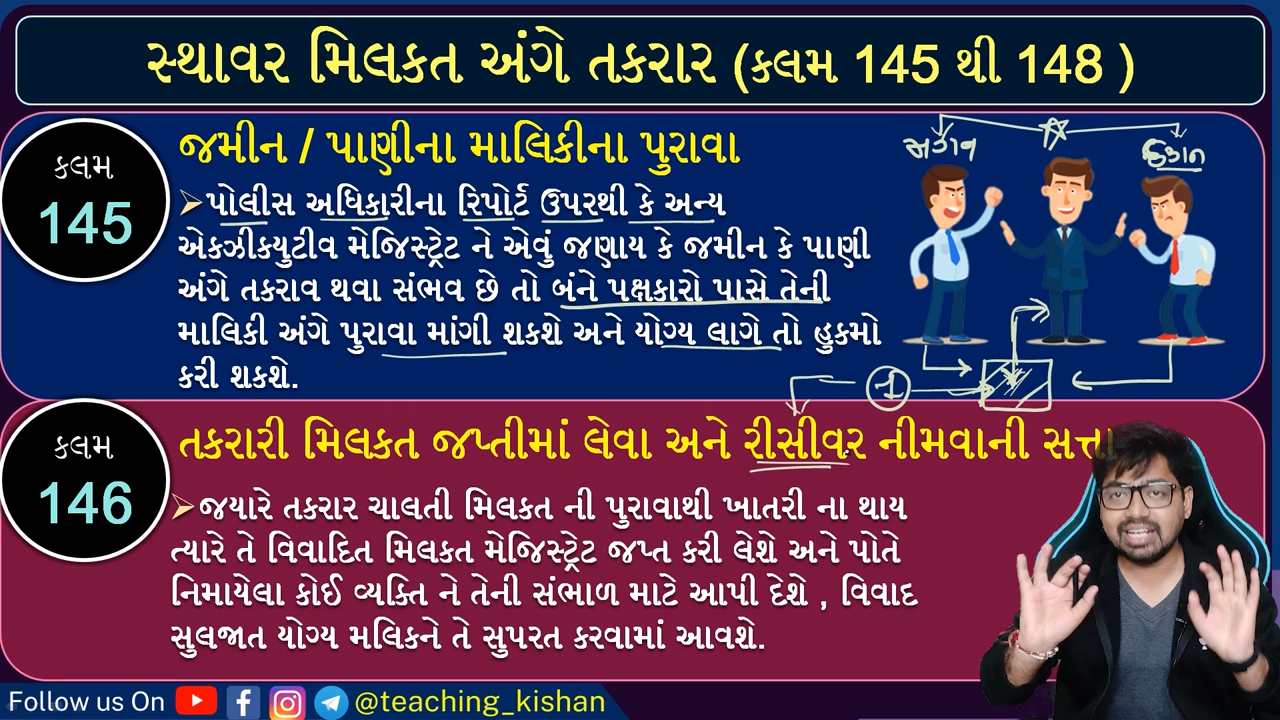 સ્થાવર મિલકત અંગે તકરાર (કલમ 145 થી 148 )
કલમ
145
જમીન / પાણીના માલિકીના પુરાવા
➢પોલીસ અધિકારીના રિપોર્ટ ઉપરથી કે અન્ય
એકઝીકયુટીવ મેજિસ્ટ્રેટ ને એવું જણાય કે જમીન કે પાણી
અંગે તકરાવ થવા સંભવ છે તો બંને પક્ષકારો પાસે તેની
માલિકી અંગે પુરાવા માંગી શકશે અને યોગ્ય લાગે તો હુકમો
કરી શકશે.
કલમ
146
તકરારી મિલકત જપ્તીમાં લેવા અને રીસીવર નીમવાની સત્તા
➢જયારે તકરાર ચાલતી મિલકત ની પુરાવાથી ખાતરી ના થાય
ત્યારે તે વિવાદિત મિલકત મેજિસ્ટ્રેટ જપ્ત કરી લેશે અને પોતે
નિમાયેલા કોઈ વ્યક્તિ ને તેની સંભાળ માટે આપી દેશે , વિવાદ
સુલજાત યોગ્ય મલિકને તે સુપરત કરવામાં આવશે.
Follow us On @teaching_kishan